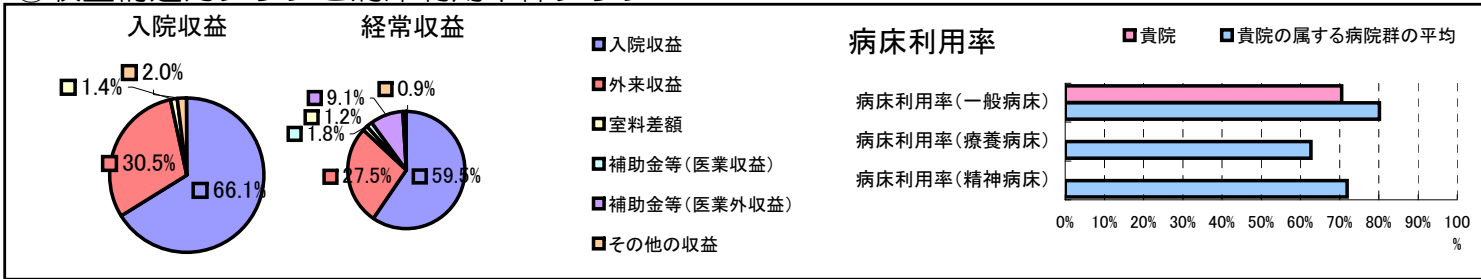 入院収益
2.0%
1.4%
30.5%
66.1%
経常収益
0.9%
9.1%
1.2%
1.8%
27.5%
59.5%
入院収益
外来収益
室料差額
補助金等(医業収益)
補助金等(医業外収益)
その他の収益
病床利用率
貴院
貴院の属する病院群の平均
病床利用率(一般病床)
病床利用率(療養病床)
病床利用率(精神病床)
0% 10% 20% 30% 40% 50% 60% 70% 80% 90% 100
%